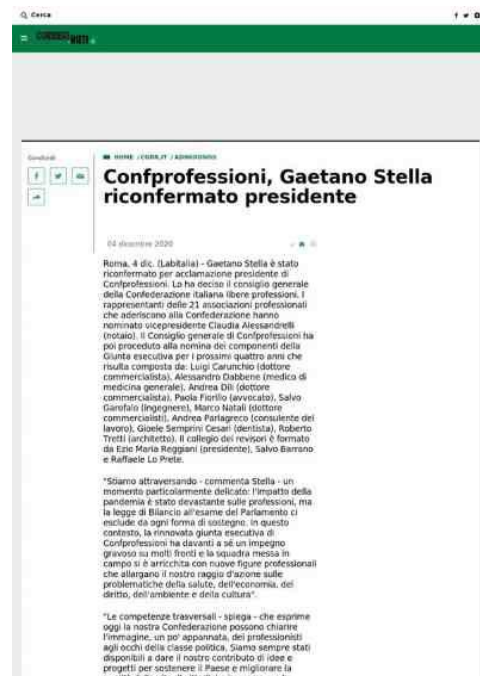 Cerca
Condividi
HOME / CODE_IT / ADNKRONOS
Confprofessioni, Gaetano Stella
riconfermato presidente
04 dicembre 2020
Roma, 4 dic. (Labitalia) - Gaetano Stella è stato
riconfermato per acclamazione presidente di
Confprofessioni. Lo ha deciso il consiglio generale
della Confederazione italiana libere professioni. I
rappresentanti delle 21 associazioni professionali
che aderiscono alla Confederazione hanno
nominato vicepresidente Claudia Alessandrelli
(notaio). Il Consiglio generale di Confprofessioni ha
poi proceduto alla nomina dei componenti della
Giunta esecutiva per i prossimi quattro anni che
risulta composta da: Luigi Carunchio (dottore
commercialista), Alessandro Dabbene (medico di
medicina generale), Andrea Dili (dottore
commercialista), Paola Fiorillo (avvocato), Salvo
Garofalo (ingegnere), Marco Natali (dottore
commercialisti), Andrea Parlagreco (consulente del
lavoro), Gioele Semprini Cesari (dentista), Roberto
Tretti (architetto). Il collegio dei revisori è formato
da Ezio Maria Reggiani (presidente), Salvo Barrano
e Raffaele Lo Prete.
"Stiamo attraversando - commenta Stella - un
momento particolarmente delicato: l'impatto della
pandemia è stato devastante sulle professioni, ma
la legge di Bilancio all'esame del Parlamento ci
esclude da ogni forma di sostegno. In questo
contesto, la rinnovata giunta esecutiva di
Confprofessioni ha davanti a sé un impegno
gravoso su molti fronti e la squadra messa in
campo si è arricchita con nuove figure professionali
che allargano il nostro raggio d'azione sulle
problematiche della salute, dell'economia, del
diritto, dell'ambiente e della cultura".
"Le competenze trasversali - spiega - che esprime
oggi la nostra Confederazione possono chiarire
l'immagine, un po' appannata, dei professionisti
agli occhi della classe politica. Siamo sempre stati
disponibili a dare il nostro contributo di idee e
progetti per sostenere il Paese e migliorare la